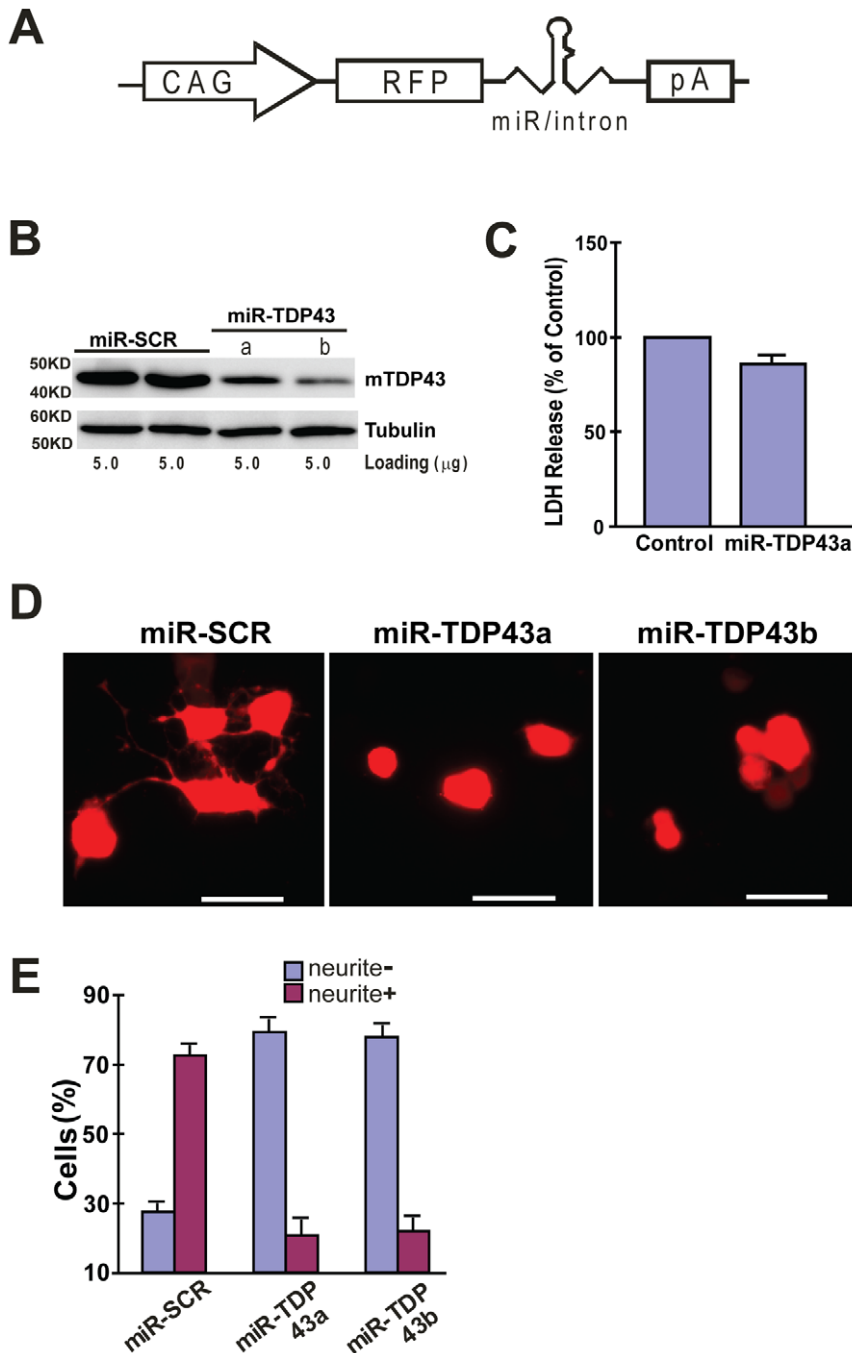 A
CAG
RFP
miR/intron
pA
B
miR-SCR
miR-TDP43
a
b
50KD
40KD
mTDP43
60KD
50KD
Tubulin
5.0 5.0 5.0 5.0 Loading (µg)
C
LDH Release (% of Control)
150
100
50
0
Control miR-TDP43a
D
miR-SCR miR-TDP43a miR-TDP43b
E
neurite-
neurite+
Cells (%)
90
70
50
30
10
miR-SCR
miR-TDP
43a
miR-TDP
43b